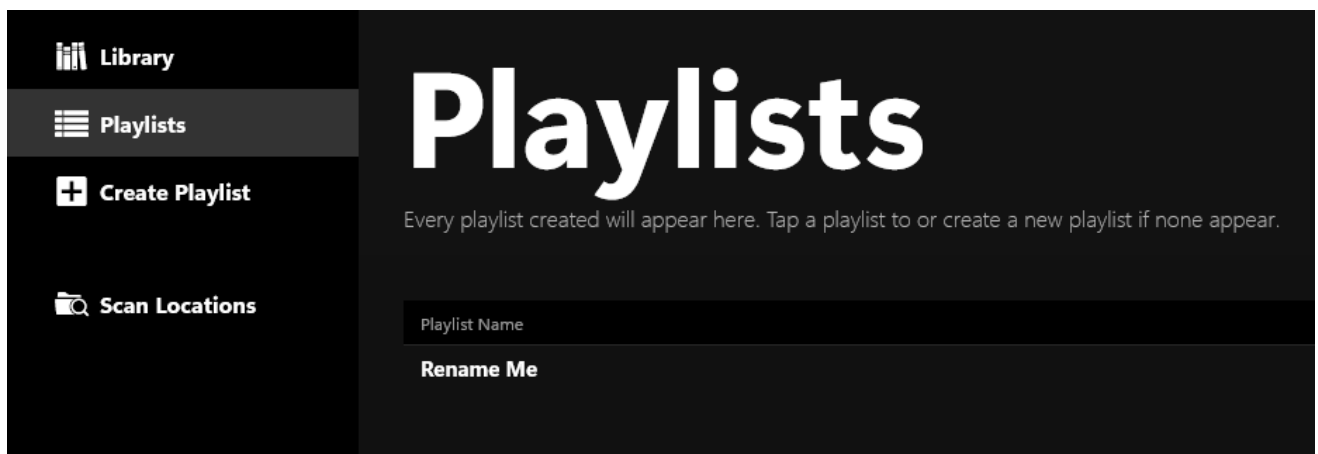 Library
Playlists
Create Playlist
Scan Locations
Playlists
Every playlist created will appear here. Tap a playlist to or create a new playlist if none appear.
Playlist Name
Rename Me